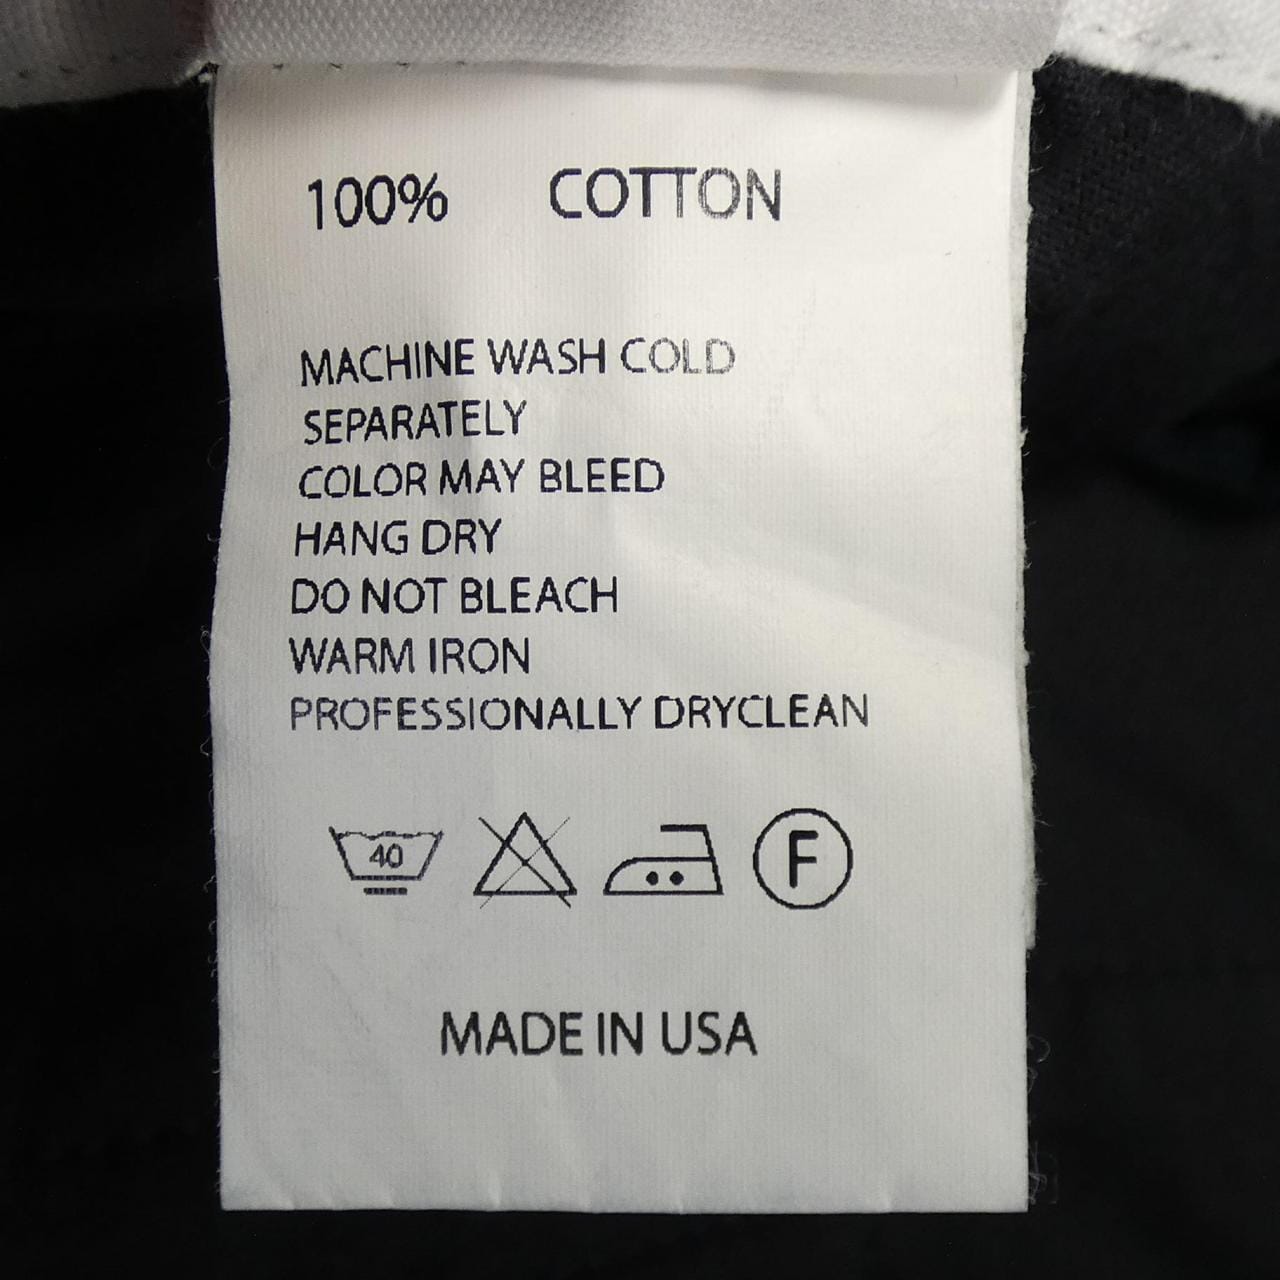 100% COTTON
MACHINE WASH COLD
SEPARATELY
COLOR MAY BLEED
HANG DRY
DO NOT BLEACH
WARM IRON
PROFESSIONALLY DRYCLEAN
40 F
MADE IN USA